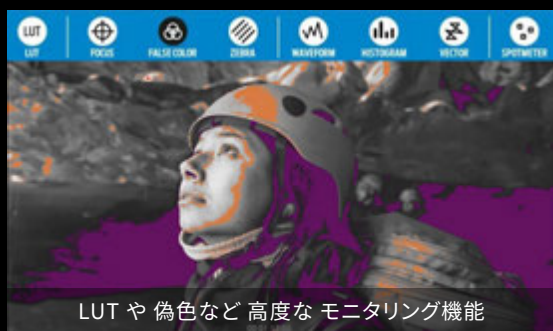 LUT
LUT
FOCUS
FALSE COLOR
ZEBRA
WAVEFORM
HISTOGRAM
VECTOR
SPOTMETER
LUT や 偽色など 高度な モニタリング機能